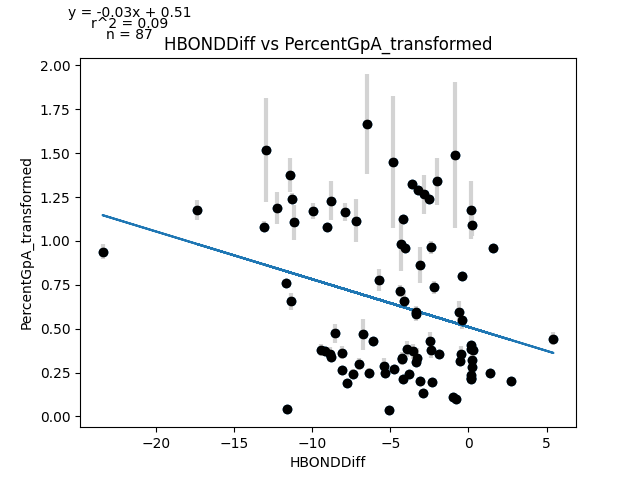 y = -0.03x + 0.51
r^2 = 0.09
n = 87
HBONDDiff vs PercentGpA_transformed
2.00
1.75
1.50
1.25
1.00
0.75
0.50
0.25
0.00
PercentGpA_transformed
−20
−15
−10
−5
0
5
HBONDDiff